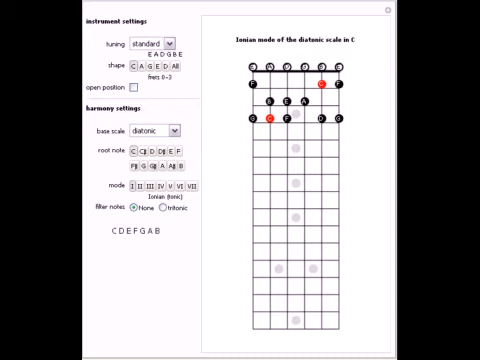 instrument settings
tuning standard
E A D G B E
shape C A G E D All
frets 0-3
open position
harmony settings
base scale diatonic
root note C C# D D# E F
F# G G# A A# B
mode I II III IV V VI VII
Ionian (tonic)
filter notes None tritonic
C D E F G A B
Ionian mode of the diatonic scale in C
E A D G B E
F C F
B E A
G C F D G